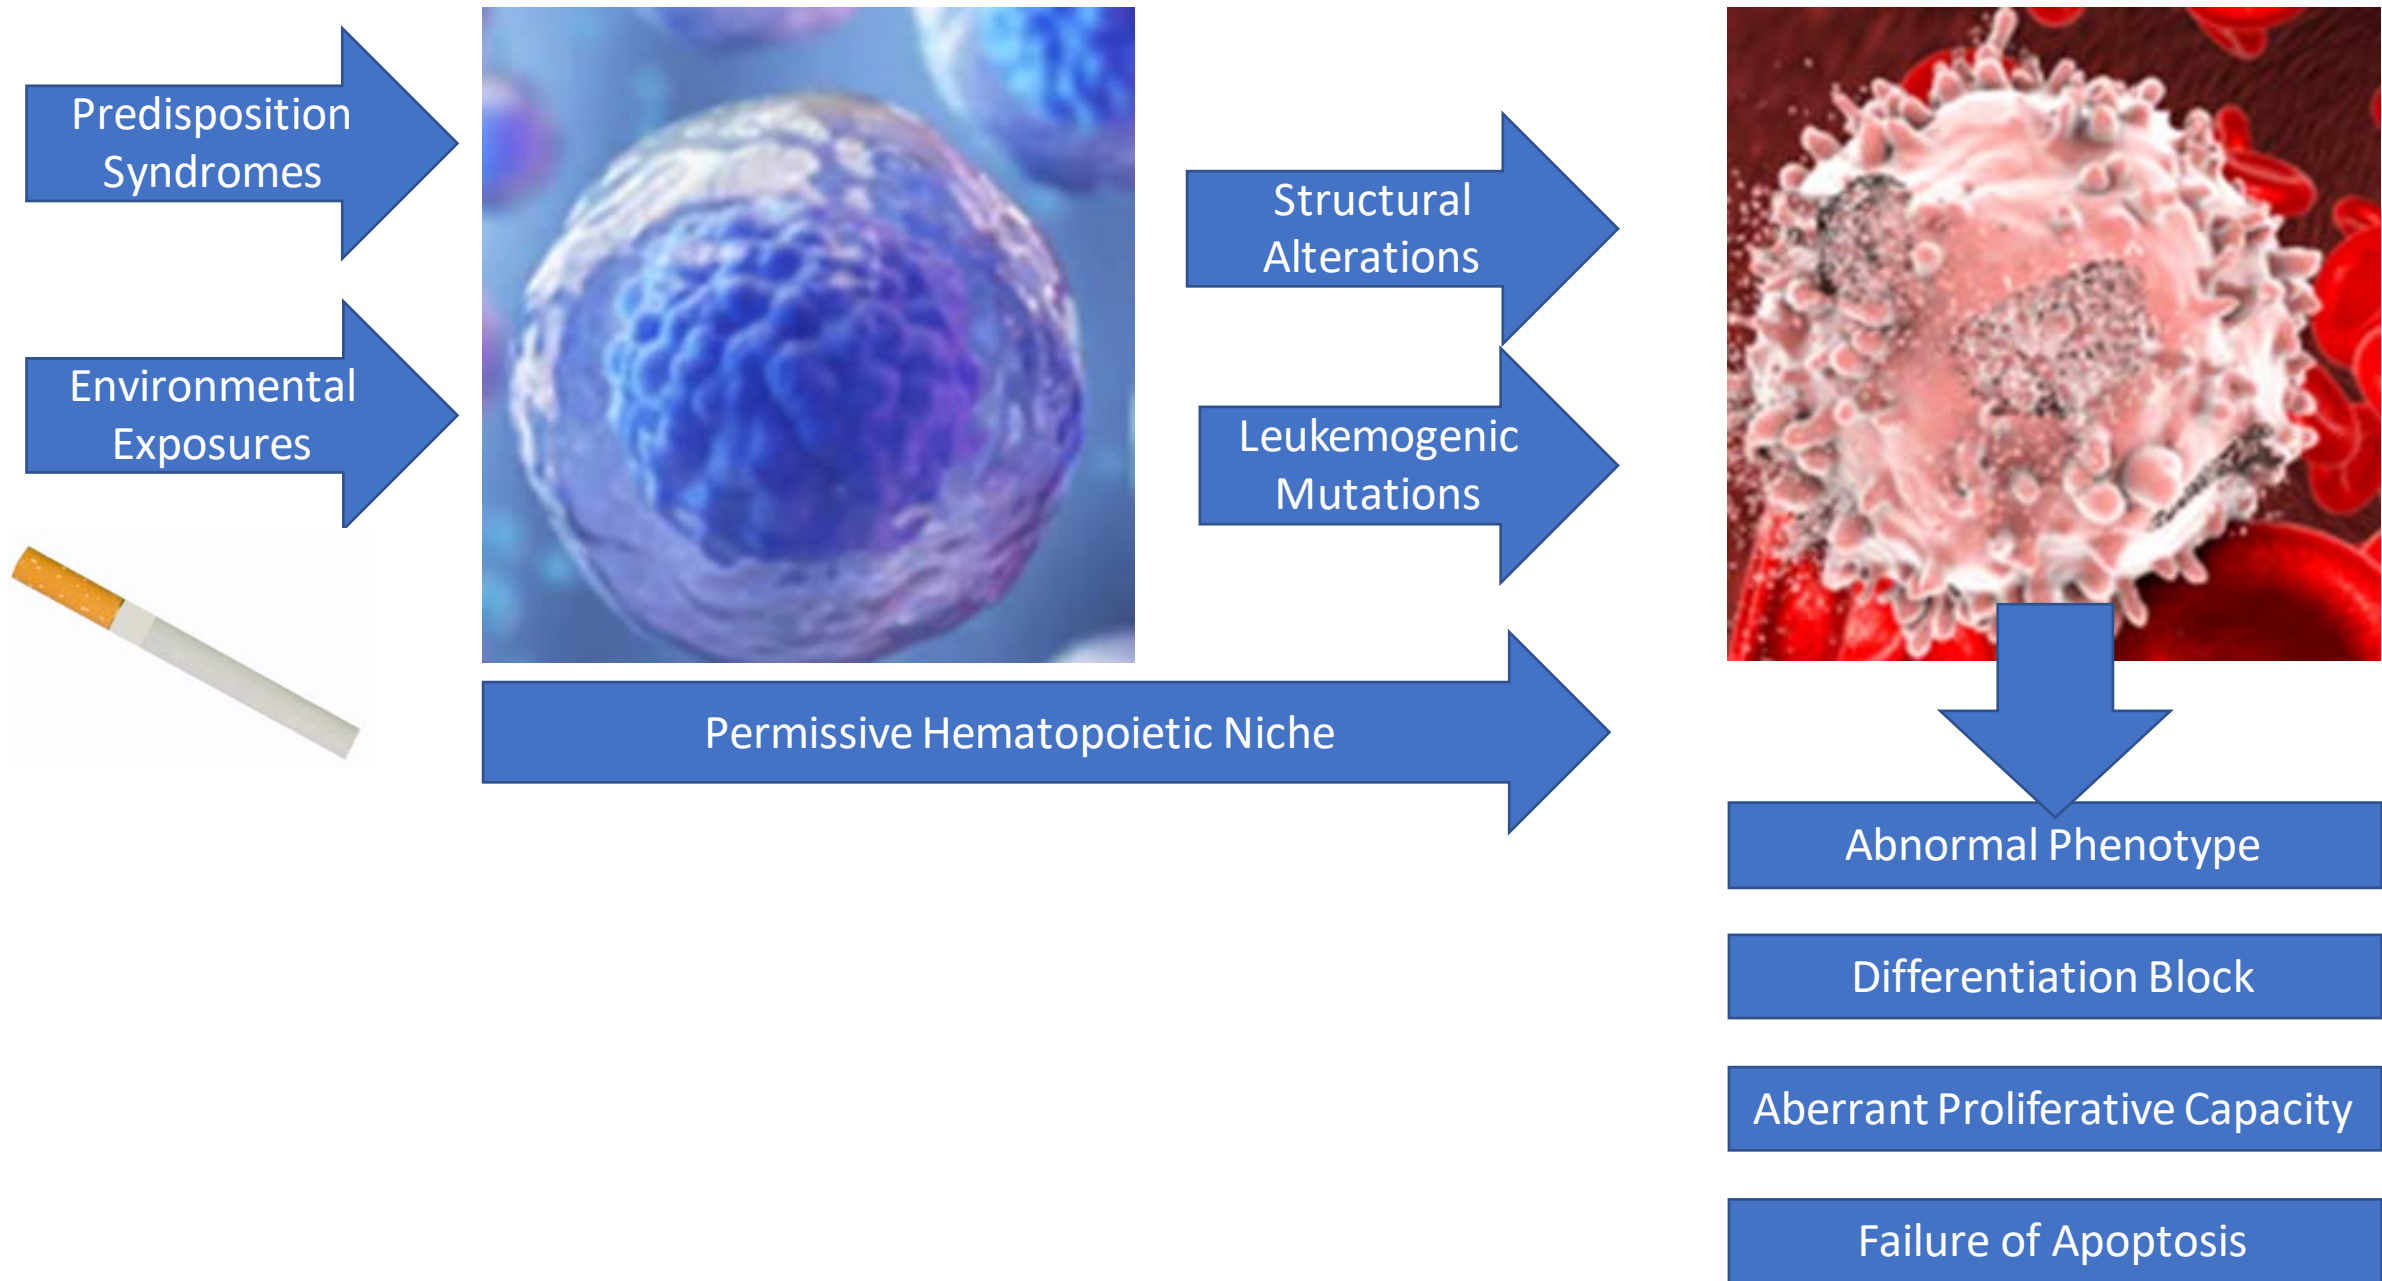 Predisposition
Syndromes
Environmental
Exposures
Structural
Alterations
Leukemogenic
Mutations
Permissive Hematopoietic Niche
Abnormal Phenotype
Differentiation Block
Aberrant Proliferative Capacity
Failure of Apoptosis